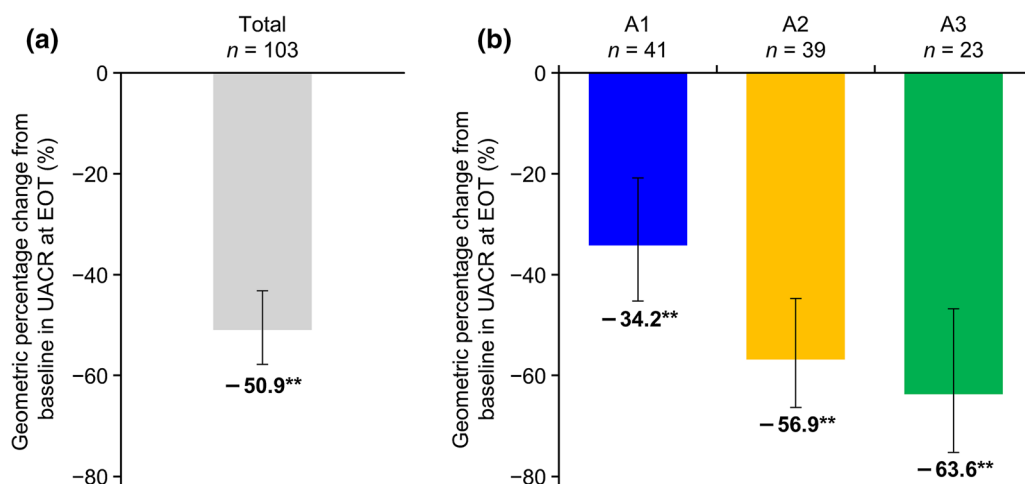 (a)
Total
n = 103
Geometric percentage change from
baseline in UACR at EOT (%)
0
−20
−40
−60
−80
−50.9**
(b)
A1
n = 41
A2
n = 39
A3
n = 23
Geometric percentage change from
baseline in UACR at EOT (%)
0
−20
−40
−60
−80
−34.2**
−56.9**
−63.6**